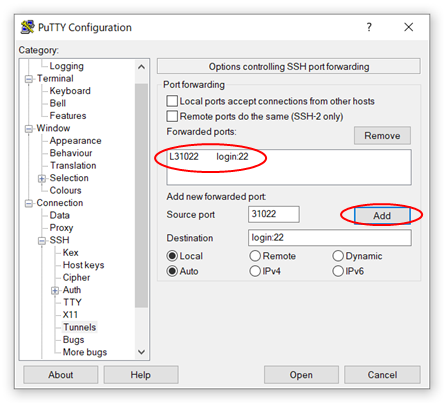 PuTTY Configuration
?
Category:
Logging
Terminal
Keyboard
Bell
Features
Window
Appearance
Behaviour
Translation
Selection
Colours
Connection
Data
Proxy
SSH
Kex
Host keys
Cipher
Auth
TTY
X11
Tunnels
Bugs
More bugs
Options controlling SSH port forwarding
Port forwarding
Local ports accept connections from other hosts
Remote ports do the same (SSH-2 only)
Forwarded ports:
Remove
L31022 login:22
Add new forwarded port:
Source port 31022 Add
Destination login:22
Local Remote Dynamic
Auto IPv4 IPv6
About Help Open Cancel